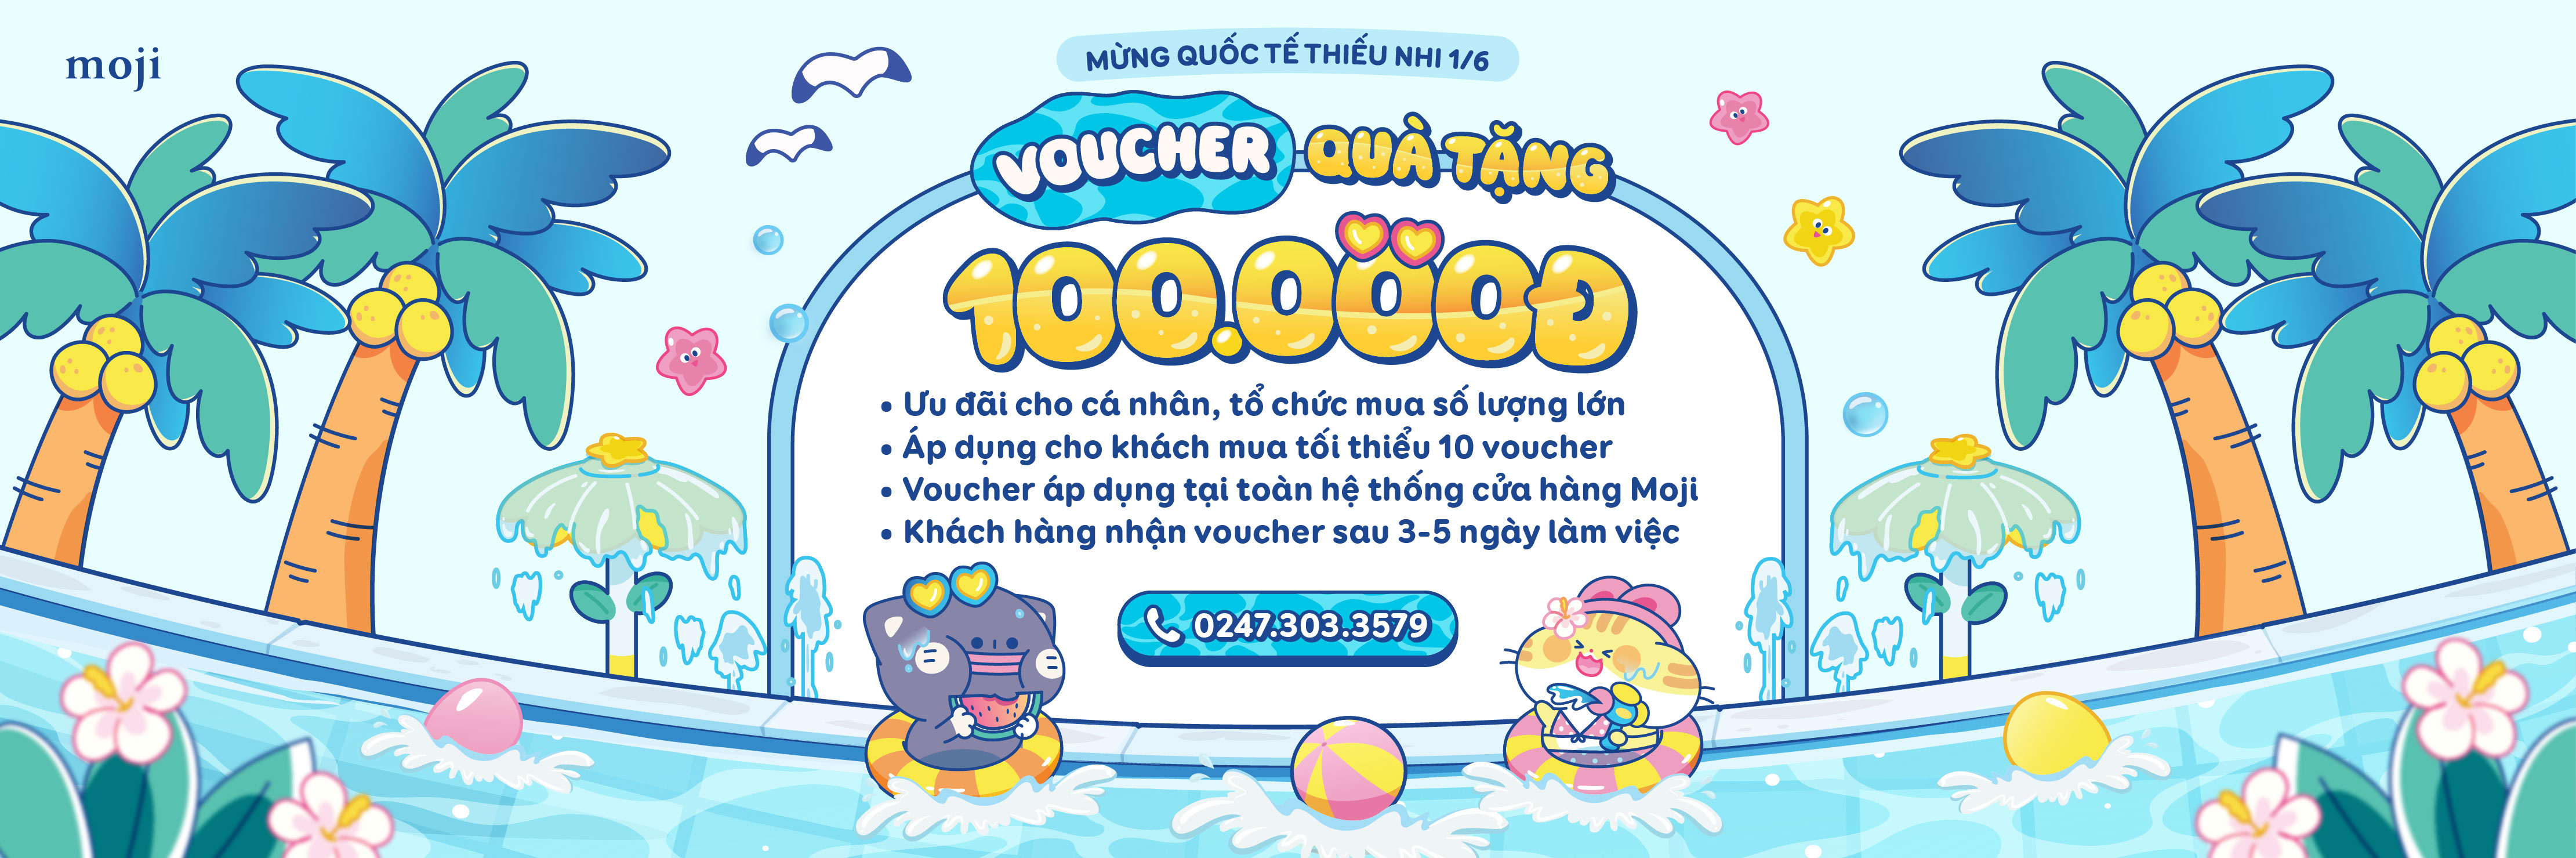 moji
MỪNG QUỐC TẾ THIẾU NHI 1/6
VOUCHER QUÀ TẶNG
100.000Đ
• Ưu đãi cho cá nhân, tổ chức mua số lượng lớn
• Áp dụng cho khách mua tối thiểu 10 voucher
• Voucher áp dụng tại toàn hệ thống cửa hàng Moji
• Khách hàng nhận voucher sau 3-5 ngày làm việc
0247.303.3579